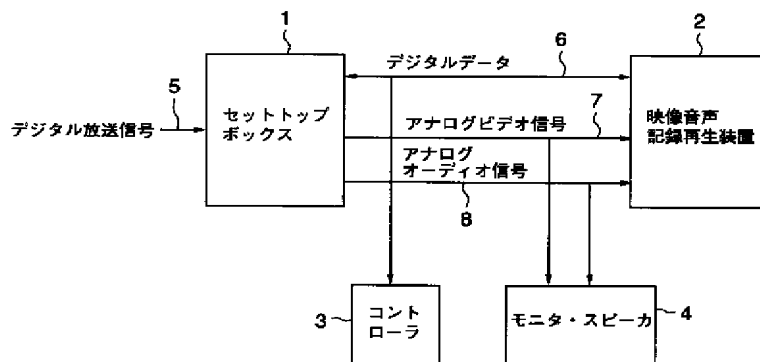 1
2
デジタルデータ
6
5
デジタル放送信号
セットトップ
ボックス
アナログビデオ信号
7
映像音声
記録再生装置
アナログ
オーディオ信号
8
3
コント
ローラ
モニタ・スピーカ
4